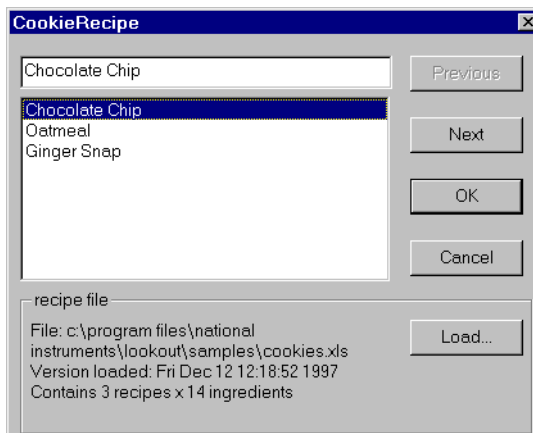 CookieRecipe
Chocolate Chip
Previous
Chocolate Chip
Oatmeal
Ginger Snap
Next
OK
Cancel
recipe file
File: c:\program files\national
instruments\lookout\samples\cookies.xls
Version loaded: Fri Dec 12 12:18:52 1997
Contains 3 recipes x 14 ingredients
Load...